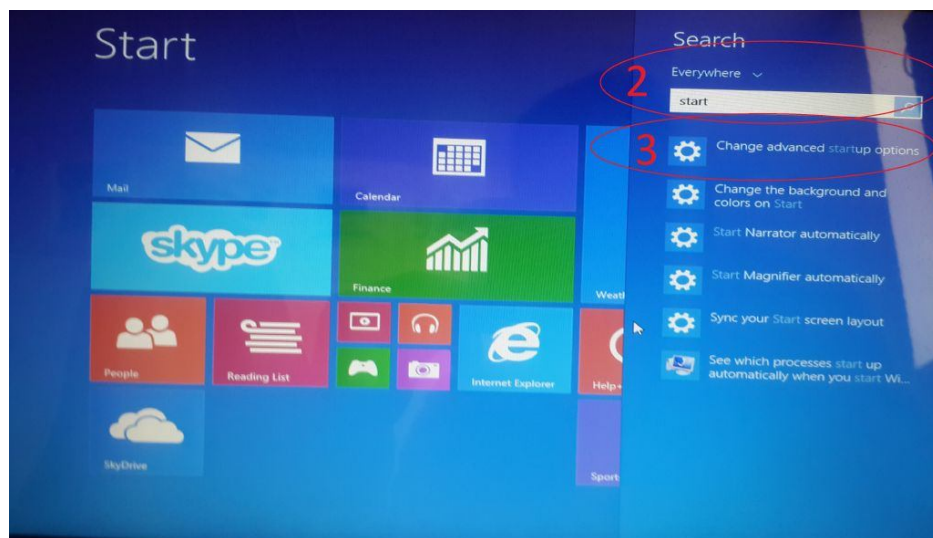 Start
Mail
Calendar
skype
Finance
Weat
People
Reading List
Internet Explorer
Help+
SkyDrive
Sport
Search
2
Everywhere
start
3
Change advanced startup options
Change the background and
colors on Start
Start Narrator automatically
Start Magnifier automatically
Sync your Start screen layout
See which processes start up
automatically when you start Wi...